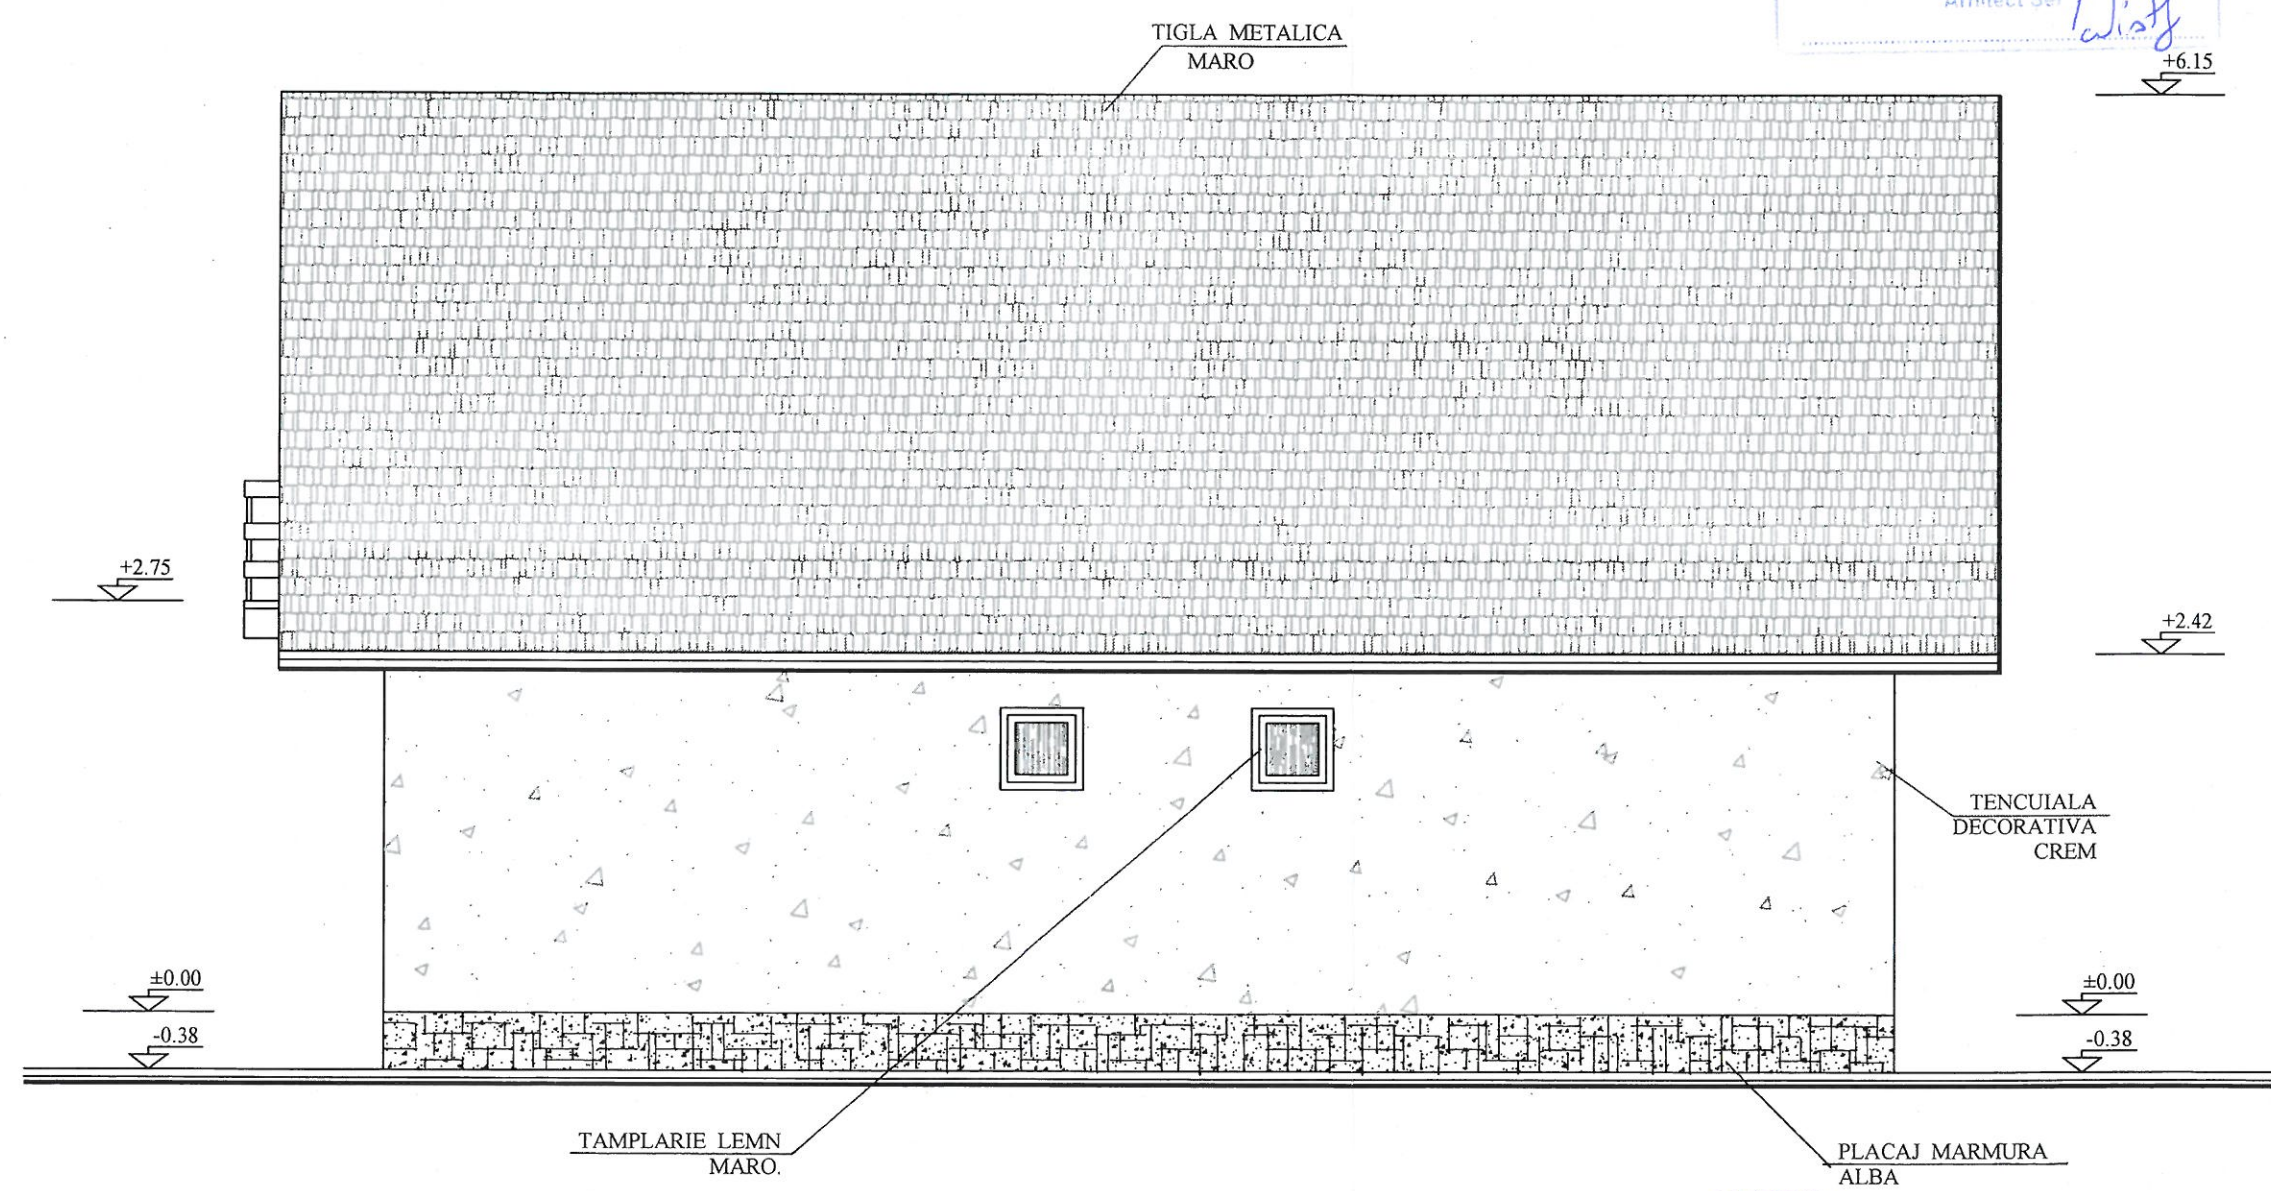 TIGLA METALICA
MARO
Architect
+6.15
+2.75
+2.42
TENCUIALA
DECORATIVA
CREM
±0.00
-0.38
±0.00
-0.38
TAMPLARIE LEMN
MARO.
PLACAJ MARMURA
ALBA